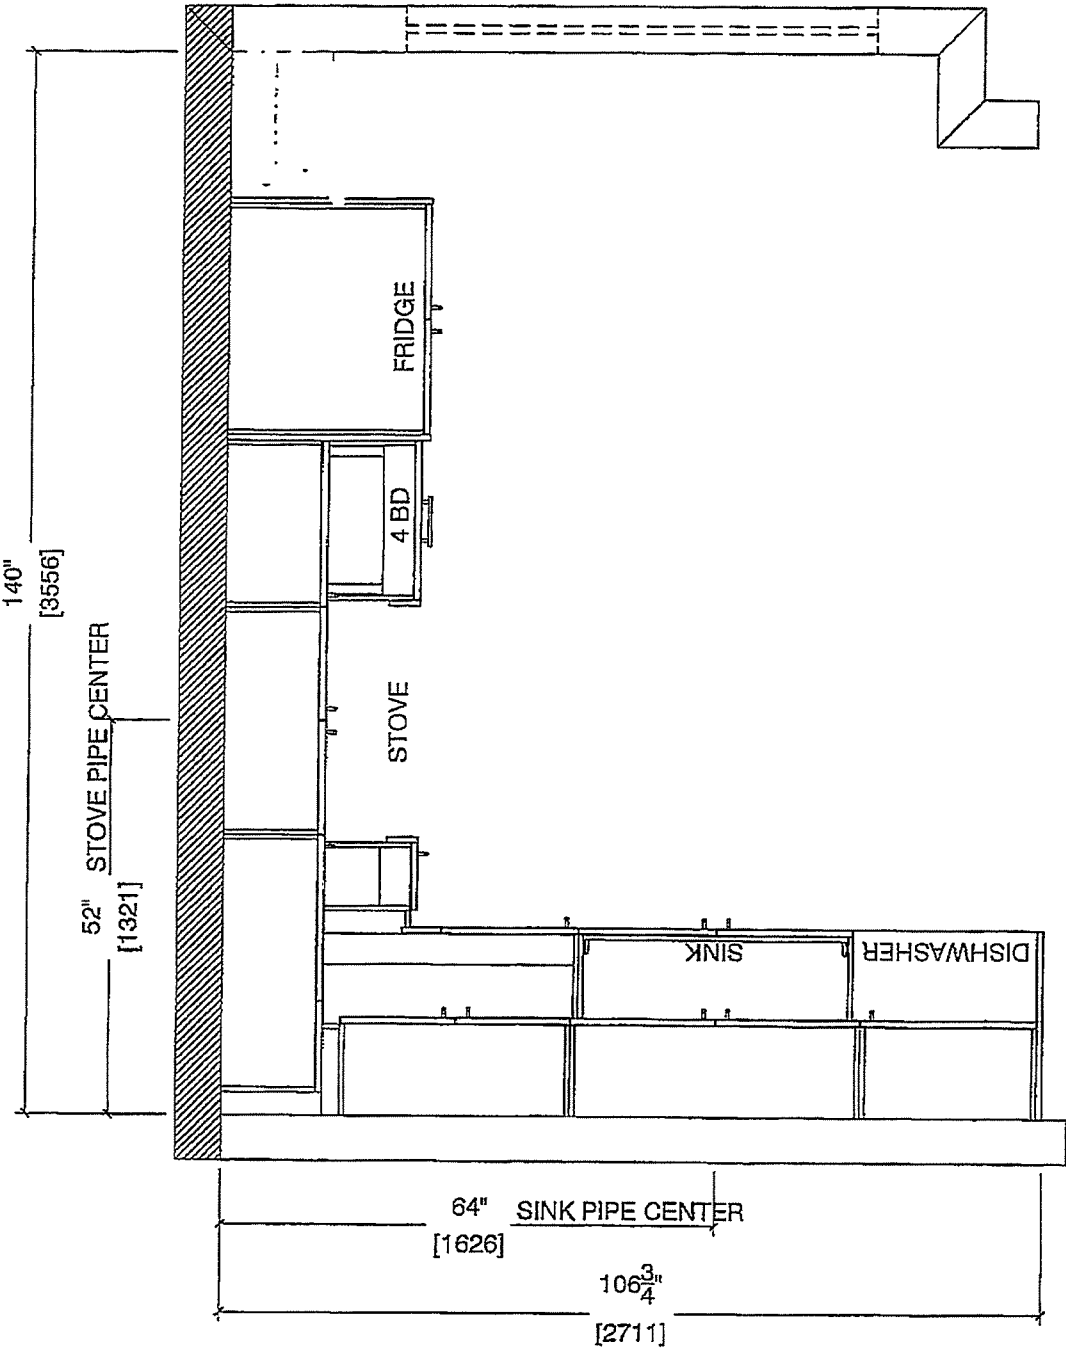 140"
[3556]
52" STOVE PIPE CENTER
[1321]
FRIDGE
4 BD
STOVE
SINK
DISHWASHER
64" SINK PIPE CENTER
[1626]
106 3/4"
[2711]